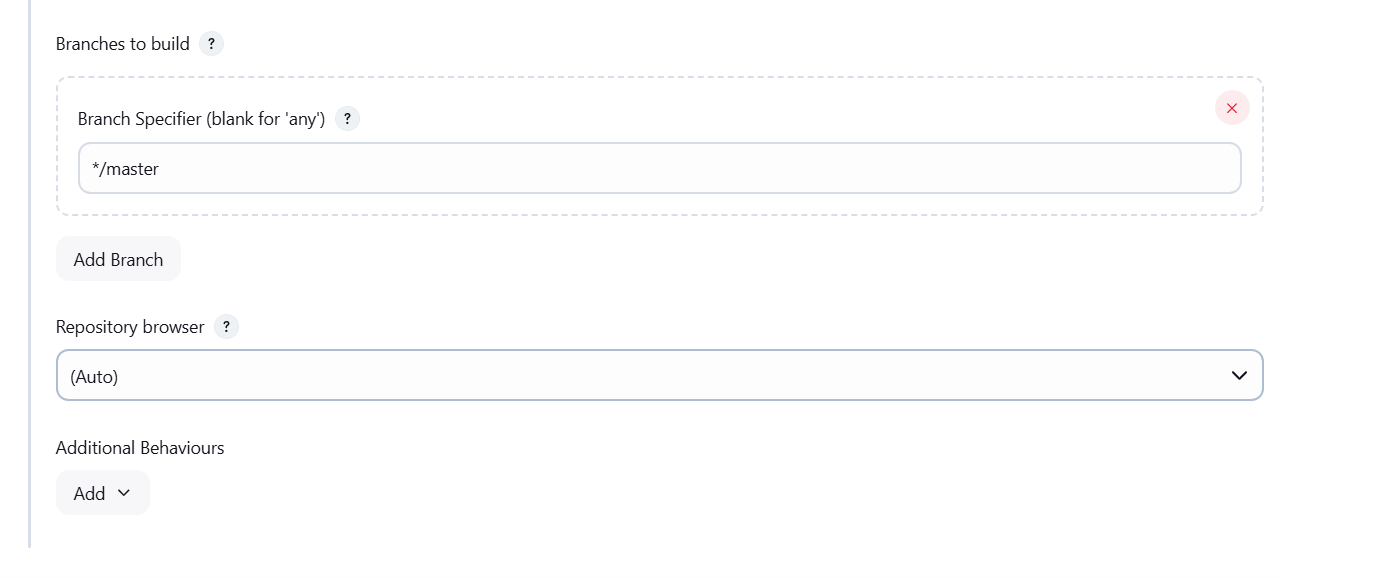 Branches to build ?
Branch Specifier (blank for 'any') ?
*/master
Add Branch
Repository browser ?
(Auto)
Additional Behaviours
Add